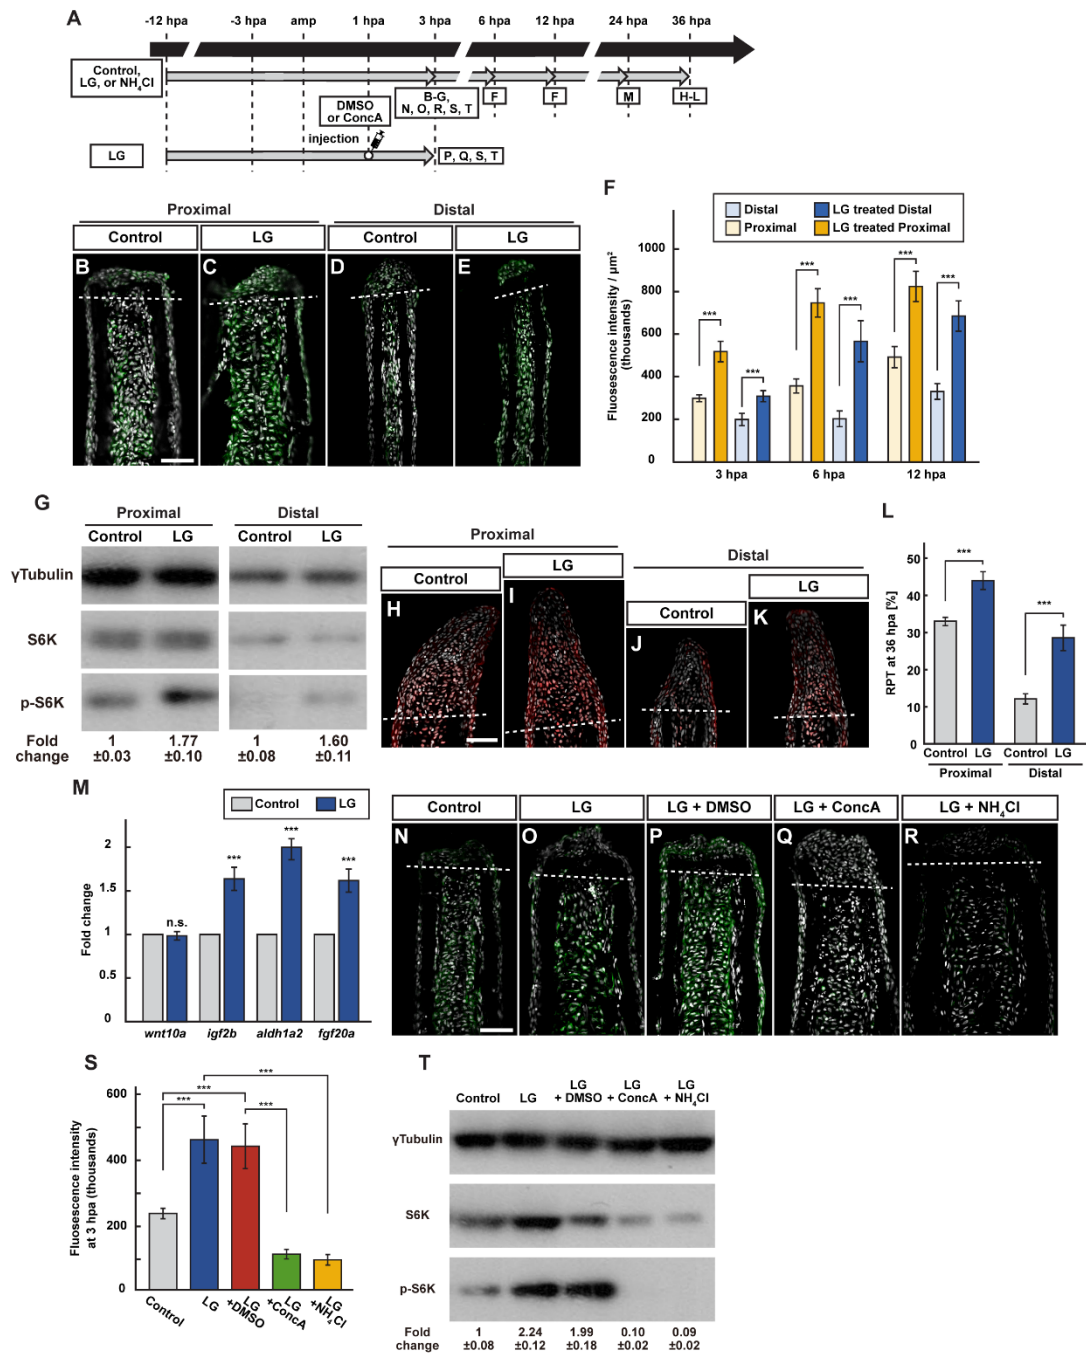 A
-12 hpa -3 hpa amp 1 hpa 3 hpa 6 hpa 12 hpa 24 hpa 36 hpa
Control,
LG, or NH4Cl
B-G,
N, O, R, S, T
F
F
M
H-L
DMSO
or ConcA
injection
LG
P, Q, S, T
Proximal Distal
Control LG Control LG
B C D E
F
Distal LG treated Distal
Proximal LG treated Proximal
Fluosescence intensity / µm²
(thousands)
1000
800
600
400
200
0
*** *** *** *** *** ***
3 hpa 6 hpa 12 hpa
G
Proximal Distal
Control LG Control LG
γTubulin
S6K
p-S6K
Fold
change
1 1.77 1 1.60
±0.03 ±0.10 ±0.08 ±0.11
Proximal
Distal
Control LG Control LG
H I J K
L
RPT at 36 hpa [%]
50
40
30
20
10
0
*** ***
Control LG Control LG
Proximal Distal
M
Control LG
Fold change
2
1.5
1
0.5
0
n.s. *** *** ***
wnt10a igf2b aldh1a2 fgf20a
Control LG LG + DMSO LG + ConcA LG + NH4Cl
N O P Q R
S
Fluosescence intensity
at 3 hpa (thousands)
600
400
200
0
*** *** *** ***
Control LG LG +DMSO LG +ConcA LG +NH4Cl
T
Control LG LG + DMSO LG + ConcA LG + NH4Cl
γTubulin
S6K
p-S6K
Fold
change
1 2.24 1.99 0.10 0.09
±0.08 ±0.12 ±0.18 ±0.02 ±0.02